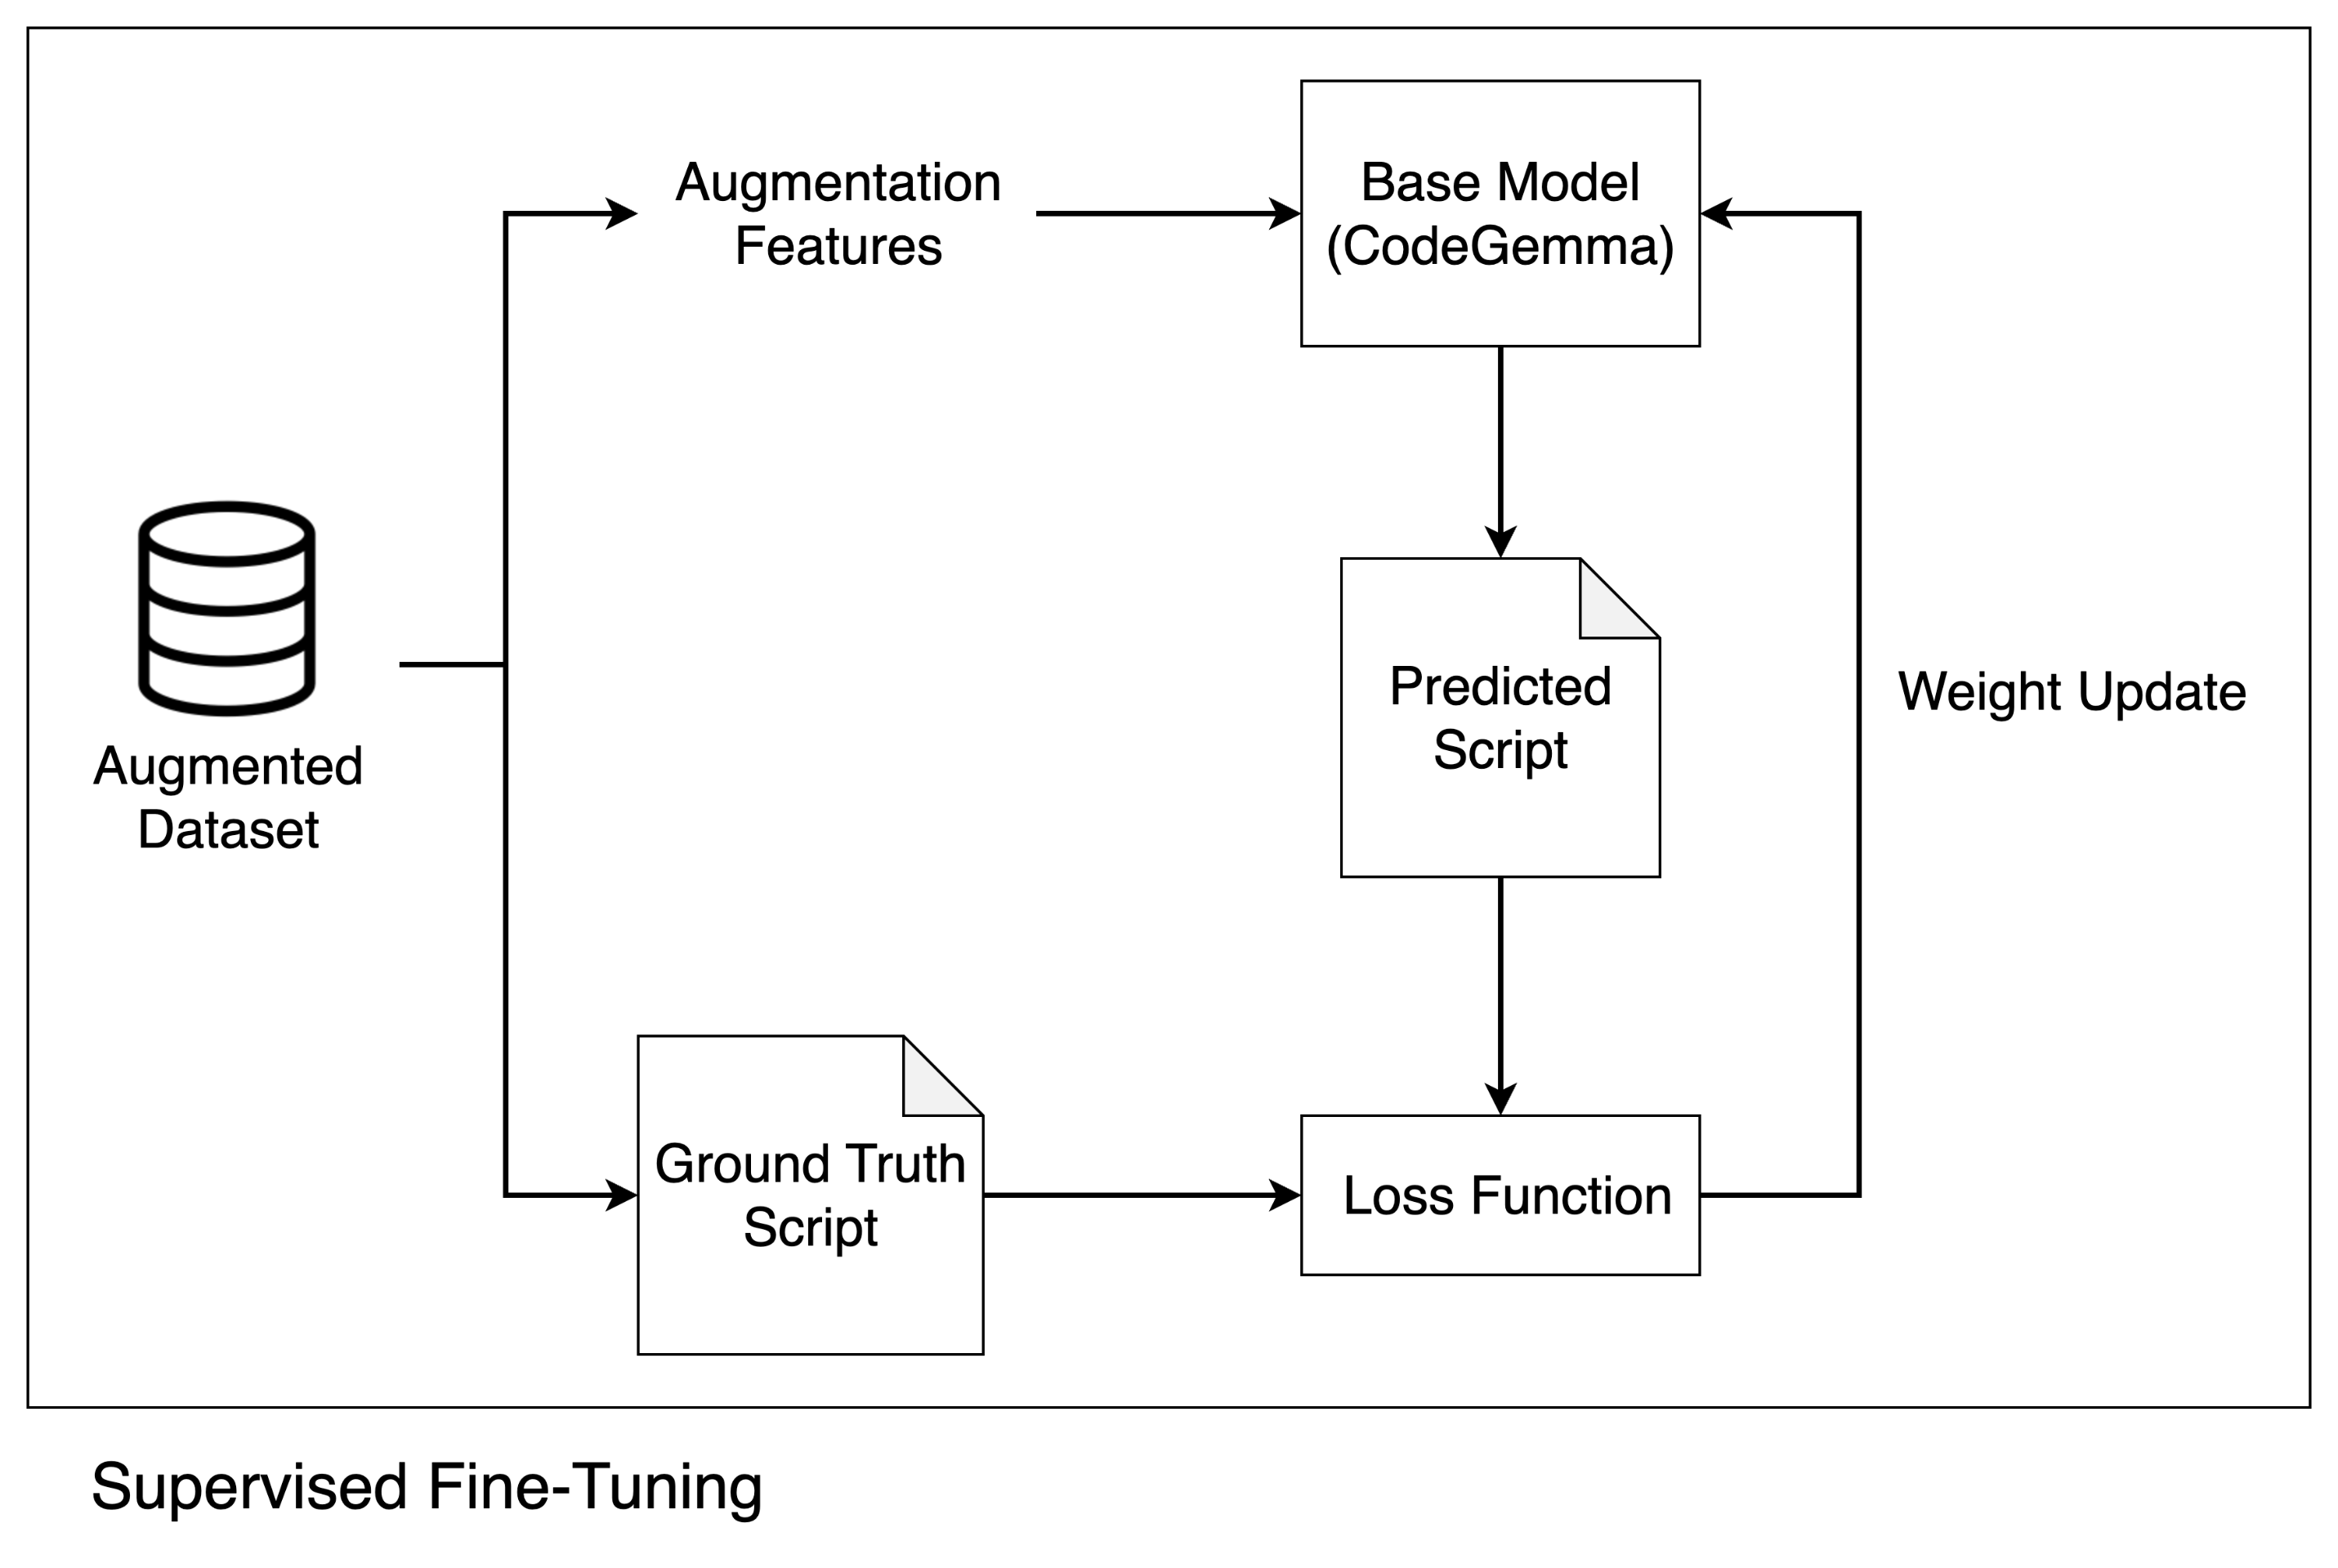 Augmentation
Features
Base Model
(CodeGemma)
Augmented
Dataset
Predicted
Script
Weight Update
Ground Truth
Script
Loss Function
Supervised Fine-Tuning